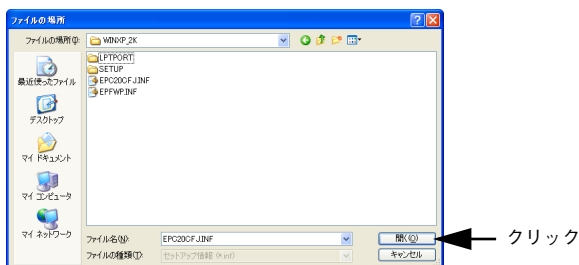 ファイルの場所
ファイルの場所(I):
WINXP_2K
LPTPORT
SETUP
EPC20CFJ.INF
EPFWP.INF
最近使ったファイル
デスクトップ
マイ ドキュメント
マイ コンピュータ
マイ ネットワーク
ファイル名(N):
EPC20CFJ.INF
開く(O)
クリック
ファイルの種類(T):
セットアップ情報 (*.inf)
キャンセル